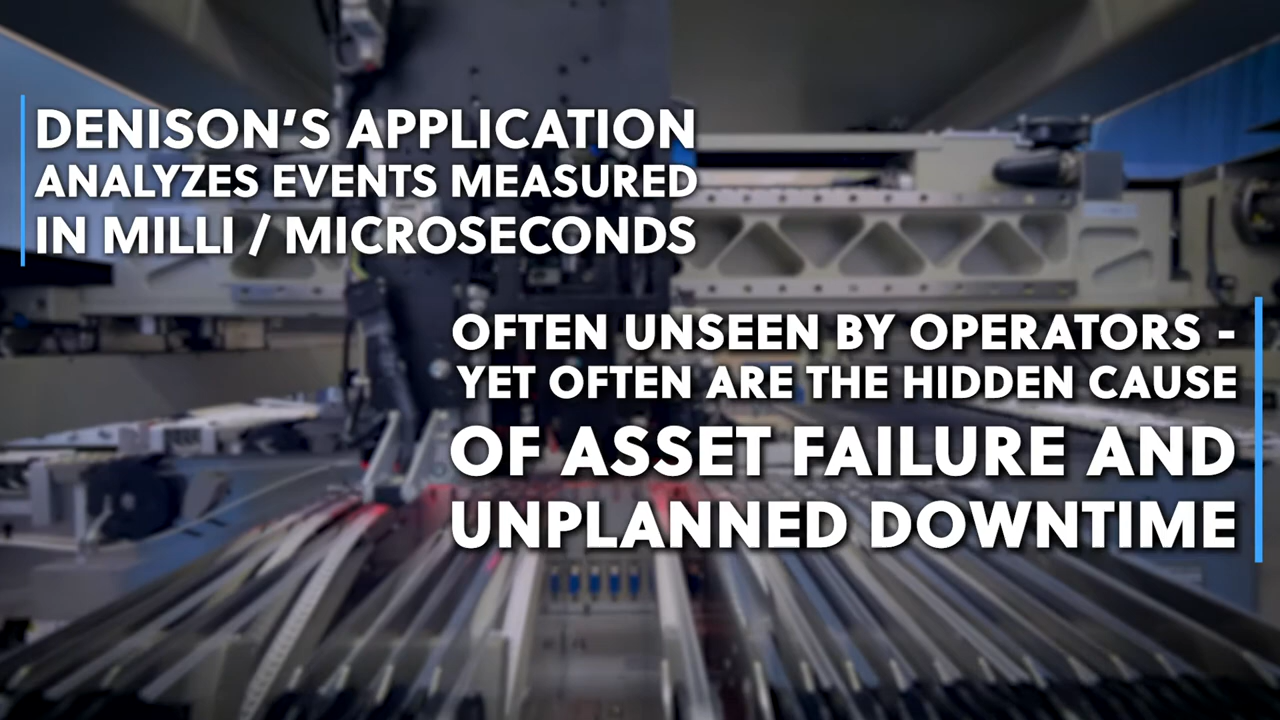 DENISON'S APPLICATION
ANALYZES EVENTS MEASURED
IN MILLI / MICROSECONDS
OFTEN UNSEEN BY OPERATORS -
YET OFTEN ARE THE HIDDEN CAUSE
OF ASSET FAILURE AND
UNPLANNED DOWNTIME